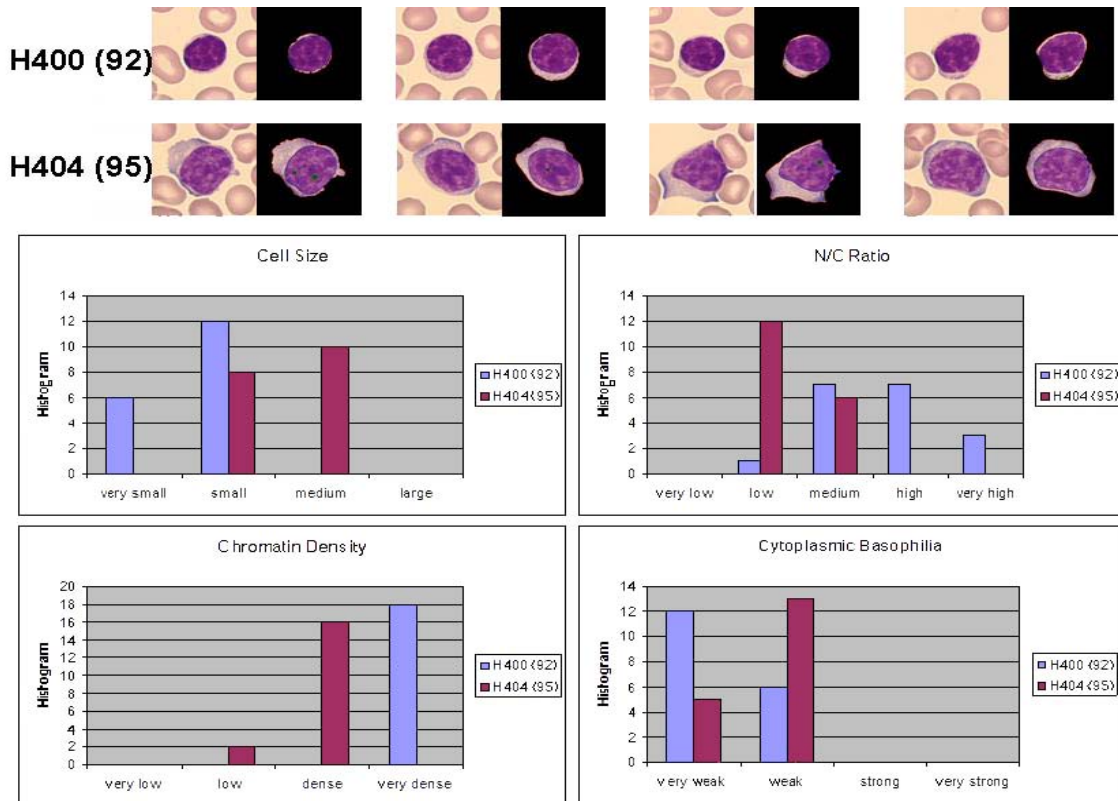 H400 (92)
H404 (95)
Cell Size
14
12
10
8
6
4
2
0
Histogram
very small small medium large
H400(92)
H404(95)
N/C Ratio
14
12
10
8
6
4
2
0
Histogram
very low low medium high very high
H400(92)
H404(95)
Chromatin Density
20
18
16
14
12
10
8
6
4
2
0
Histogram
very low low dense very dense
H400(92)
H404(95)
Cytoplasmic Basophilia
14
12
10
8
6
4
2
0
Histogram
very weak weak strong very strong
H400(92)
H404(95)